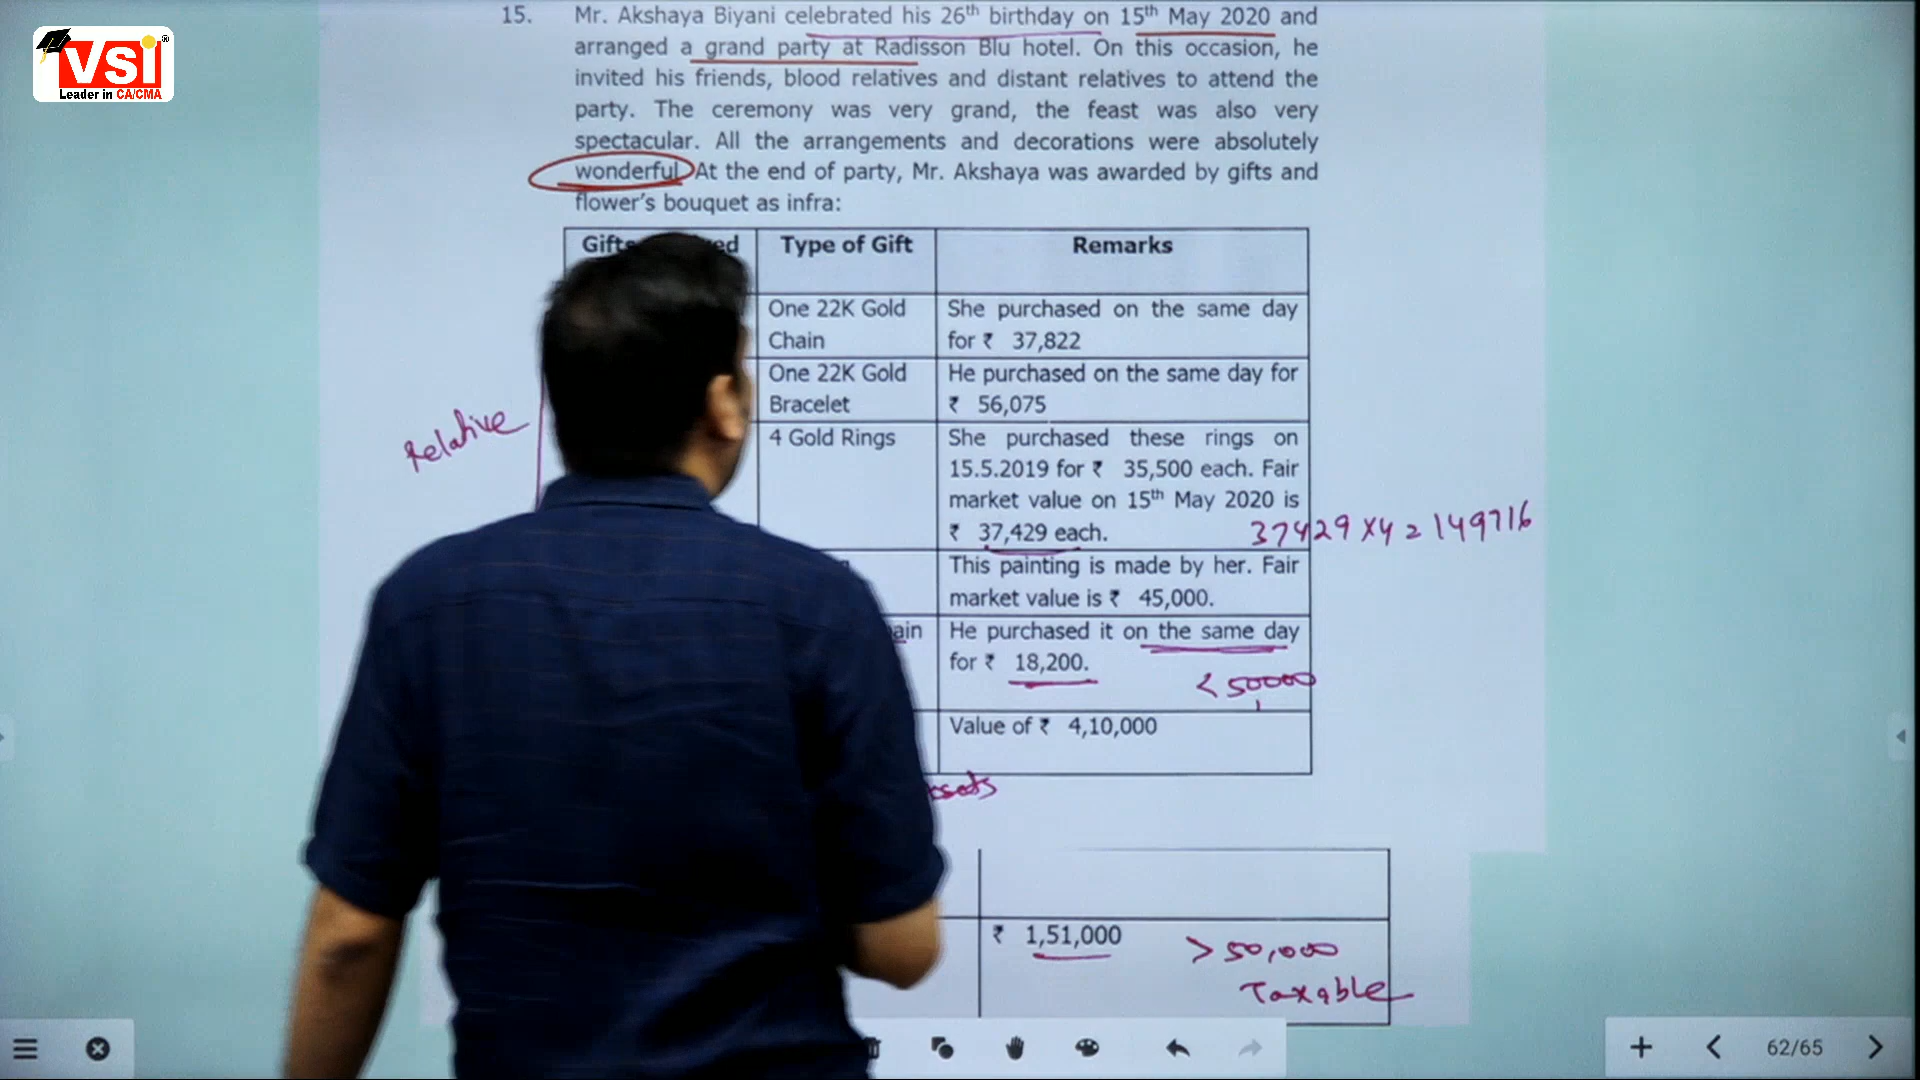 VSI
®
Leader in CA/CMA
15. Mr. Akshaya Biyani celebrated his 26th birthday on 15th May 2020 and
arranged a grand party at Radisson Blu hotel. On this occasion, he
invited his friends, blood relatives and distant relatives to attend the
party. The ceremony was very grand, the feast was also very
spectacular. All the arrangements and decorations were absolutely
wonderful. At the end of party, Mr. Akshaya was awarded by gifts and
flower's bouquet as infra:
Type of Gift Remarks
One 22K Gold She purchased on the same day
Chain for ₹ 37,822
One 22K Gold He purchased on the same day for
Bracelet ₹ 56,075
4 Gold Rings She purchased these rings on
15.5.2019 for ₹ 35,500 each. Fair
market value on 15th May 2020 is
₹ 37,429 each.
37429 x4 = 149716
Relative
This painting is made by her. Fair
market value is ₹ 45,000.
He purchased it on the same day
for ₹ 18,200.
< 50000
Value of ₹ 4,10,000
₹ 1,51,000
> 50,000
Taxable
62/65